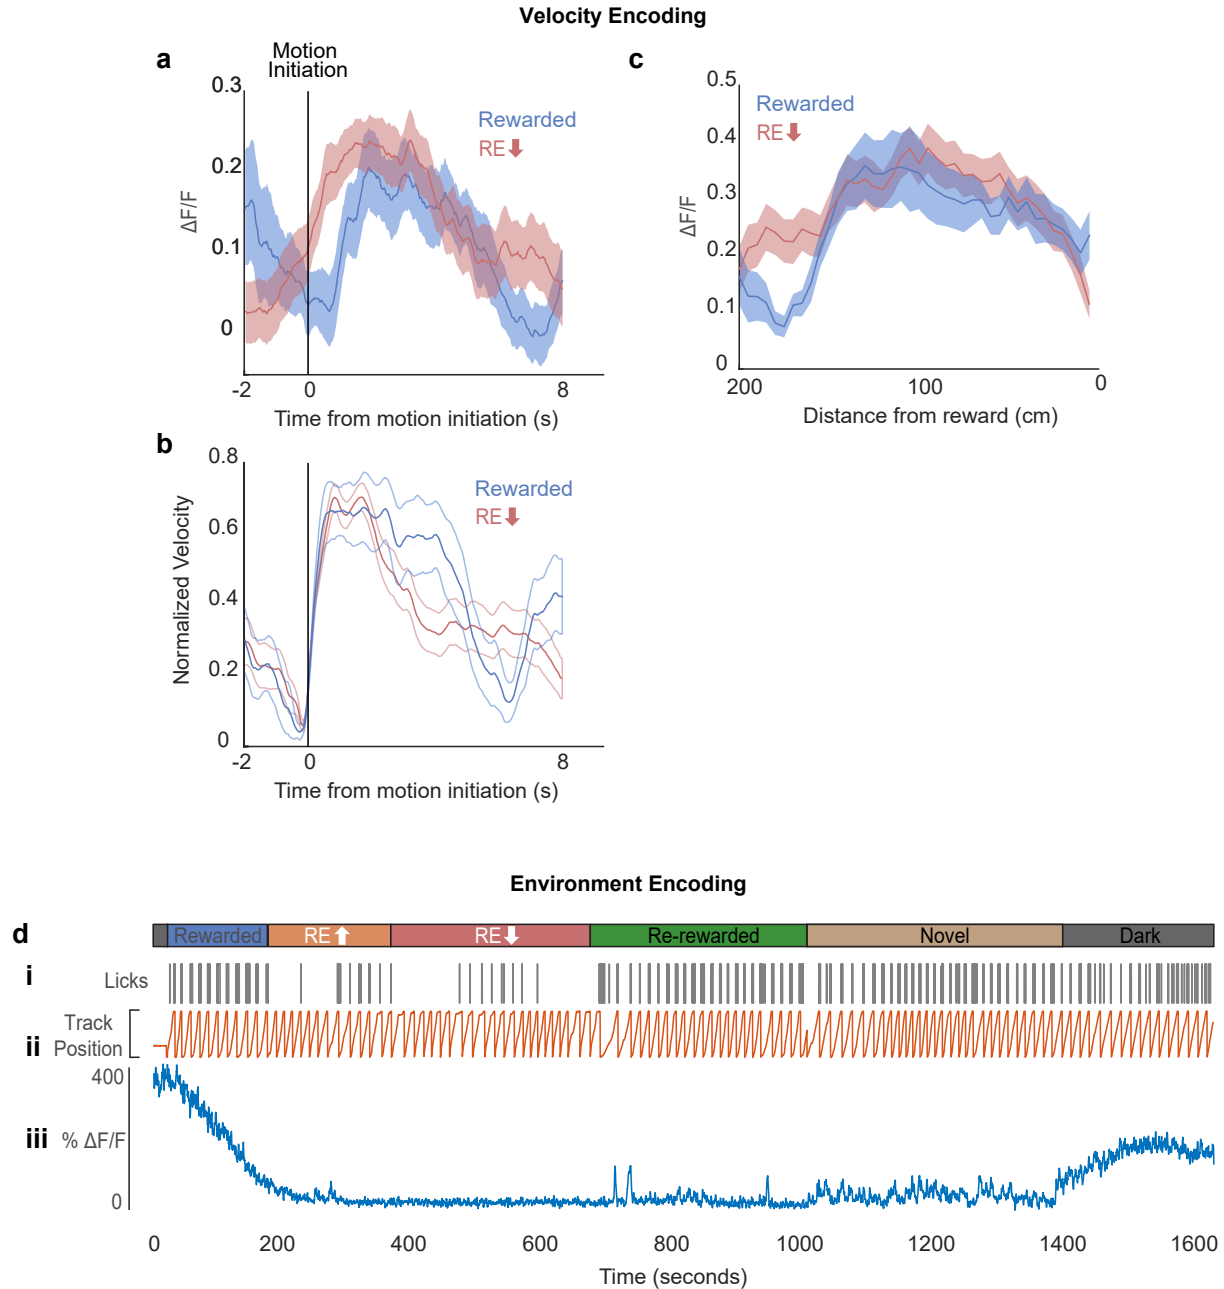 Velocity Encoding
a
Motion
Initiation
0.3
0.2
0.1
0
ΔF/F
Rewarded
RE
-2
0
8
Time from motion initiation (s)
c
0.5
0.4
0.3
0.2
0.1
0
ΔF/F
Rewarded
RE
200
100
0
Distance from reward (cm)
b
0.8
0.6
0.4
0.2
0
Normalized Velocity
Rewarded
RE
-2
0
8
Time from motion initiation (s)
Environment Encoding
d
Rewarded
RE
RE
Re-rewarded
Novel
Dark
i
Licks
ii
Track
Position
iii
% ΔF/F
400
0
0
200
400
600
800
1000
1200
1400
1600
Time (seconds)